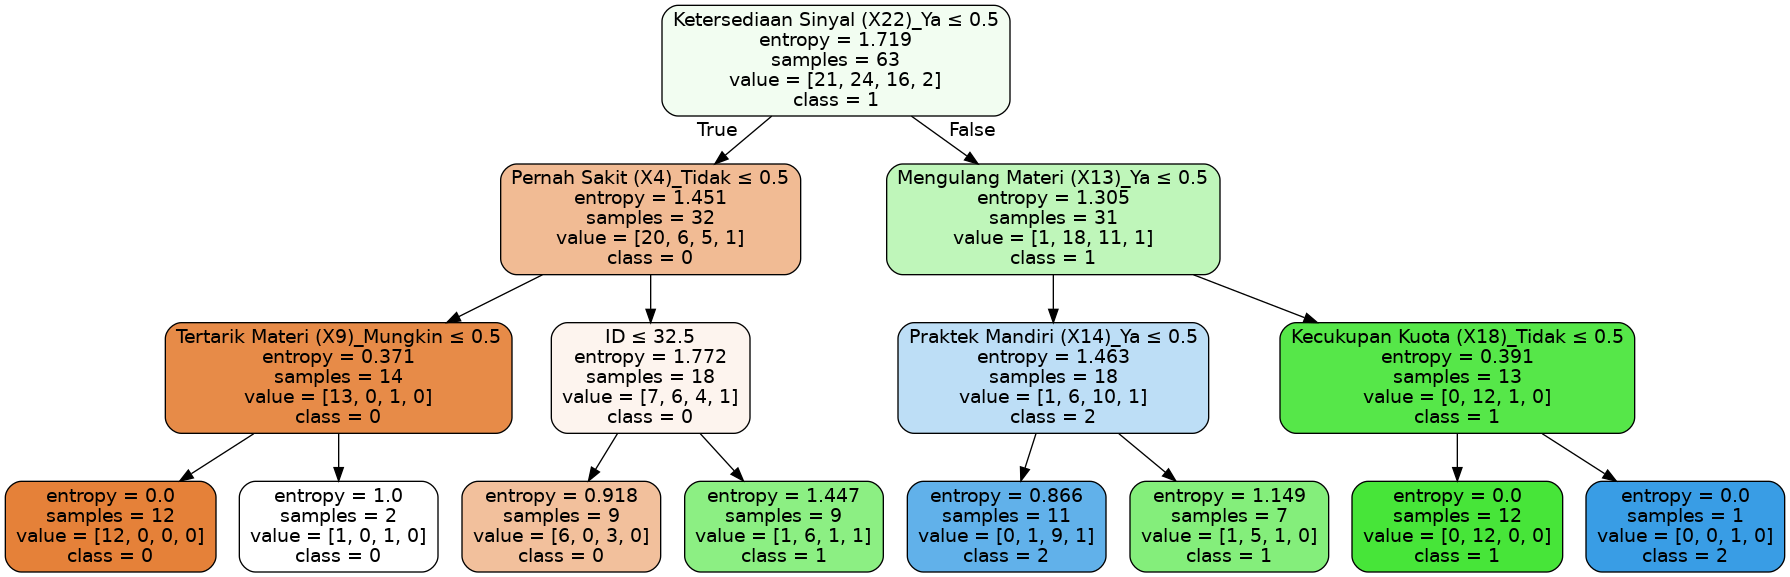 Ketersediaan Sinyal (X22)_Ya ≤ 0.5
entropy = 1.719
samples = 63
value = [21, 24, 16, 2]
class = 1
True
False
Pernah Sakit (X4)_Tidak ≤ 0.5
entropy = 1.451
samples = 32
value = [20, 6, 5, 1]
class = 0
Mengulang Materi (X13)_Ya ≤ 0.5
entropy = 1.305
samples = 31
value = [1, 18, 11, 1]
class = 1
Tertarik Materi (X9)_Mungkin ≤ 0.5
entropy = 0.371
samples = 14
value = [13, 0, 1, 0]
class = 0
ID ≤ 32.5
entropy = 1.772
samples = 18
value = [7, 6, 4, 1]
class = 0
Praktek Mandiri (X14)_Ya ≤ 0.5
entropy = 1.463
samples = 18
value = [1, 6, 10, 1]
class = 2
Kecukupan Kuota (X18)_Tidak ≤ 0.5
entropy = 0.391
samples = 13
value = [0, 12, 1, 0]
class = 1
entropy = 0.0
samples = 12
value = [12, 0, 0, 0]
class = 0
entropy = 1.0
samples = 2
value = [1, 0, 1, 0]
class = 0
entropy = 0.918
samples = 9
value = [6, 0, 3, 0]
class = 0
entropy = 1.447
samples = 9
value = [1, 6, 1, 1]
class = 1
entropy = 0.866
samples = 11
value = [0, 1, 9, 1]
class = 2
entropy = 1.149
samples = 7
value = [1, 5, 1, 0]
class = 1
entropy = 0.0
samples = 12
value = [0, 12, 0, 0]
class = 1
entropy = 0.0
samples = 1
value = [0, 0, 1, 0]
class = 2